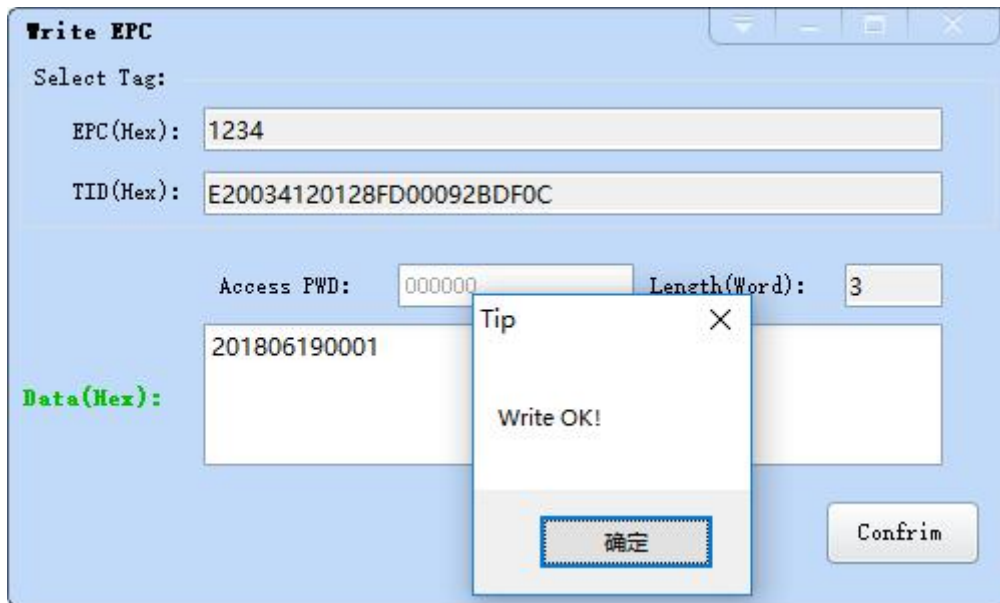 Write EPC
Select Tag:
EPC(Hex): 1234
TID(Hex): E20034120128FD00092BDF0C
Access PWD: 000000 Length(Word): 3
Data(Hex): 201806190001
Tip
Write OK!
确定
Confrim